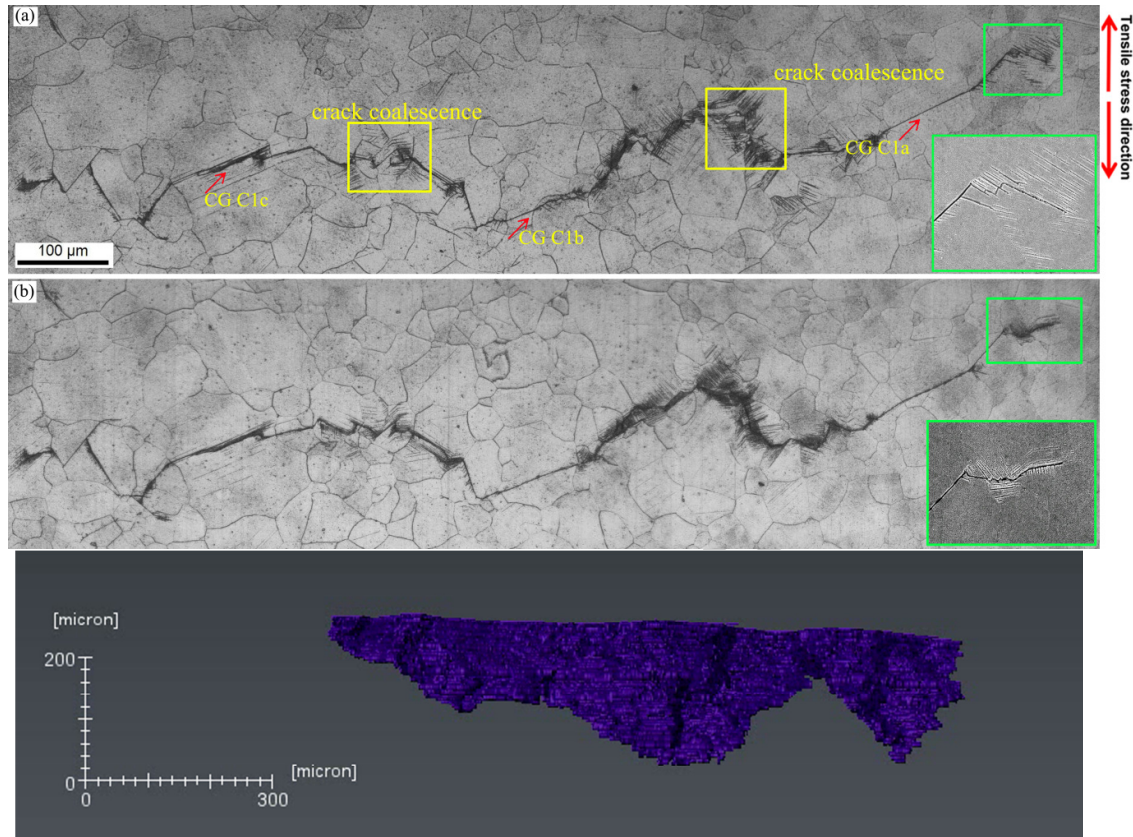 (a)
Tensile stress direction
crack coalescence
crack coalescence
CG C1a
CG C1c
CG C1b
100 µm
(b)
[micron]
200
0
[micron]
0
300